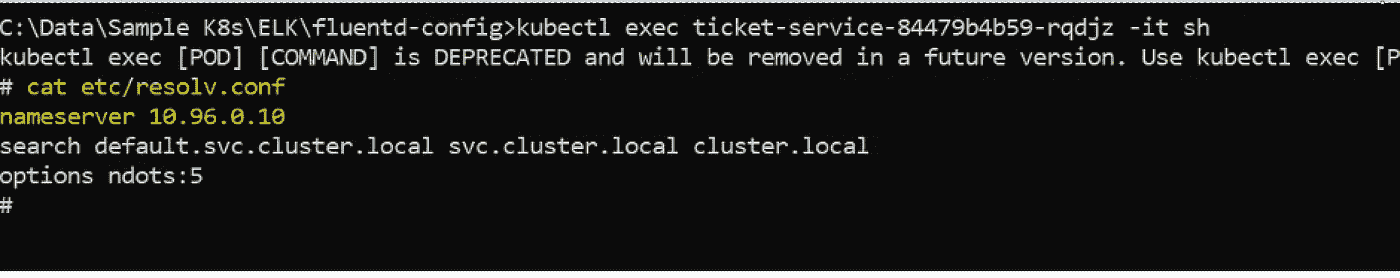 C:\Data\Sample K8s\ELK\fluentd-config>kubectl exec ticket-service-84479b4b59-rqdjz -it sh
kubectl exec [POD] [COMMAND] is DEPRECATED and will be removed in a future version. Use kubectl exec [P
# cat etc/resolv.conf
nameserver 10.96.0.10
search default.svc.cluster.local svc.cluster.local cluster.local
options ndots:5
#